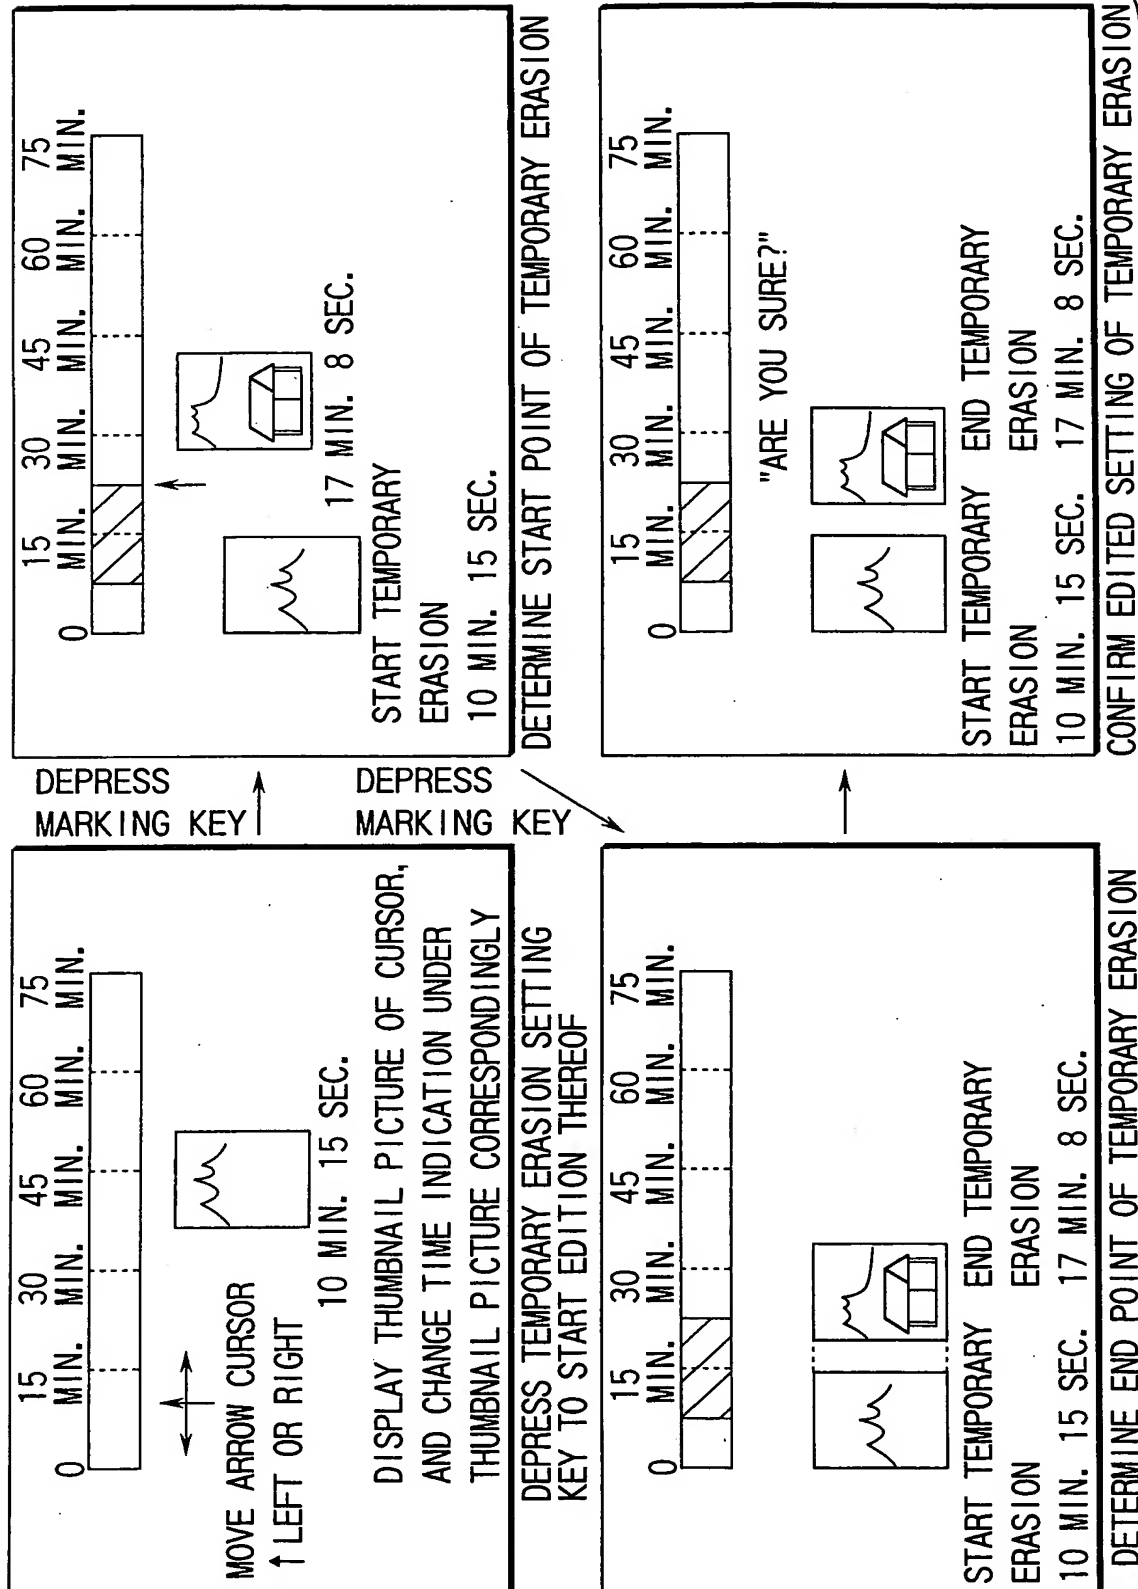 0 15 30 45 60 75
MIN. MIN. MIN. MIN. MIN.
MOVE ARROW CURSOR
↑ LEFT OR RIGHT
10 MIN. 15 SEC.
DISPLAY THUMBNAIL PICTURE OF CURSOR,
AND CHANGE TIME INDICATION UNDER
THUMBNAIL PICTURE CORRESPONDINGLY
DEPRESS TEMPORARY ERASION SETTING
KEY TO START EDITION THEREOF
DEPRESS
MARKING KEY
0 15 30 45 60 75
MIN. MIN. MIN. MIN. MIN.
17 MIN. 8 SEC.
START TEMPORARY
ERASION
10 MIN. 15 SEC.
DETERMINE START POINT OF TEMPORARY ERASION
DEPRESS
MARKING KEY
0 15 30 45 60 75
MIN. MIN. MIN. MIN. MIN.
START TEMPORARY END TEMPORARY
ERASION ERASION
10 MIN. 15 SEC. 17 MIN. 8 SEC.
DETERMINE END POINT OF TEMPORARY ERASION
0 15 30 45 60 75
MIN. MIN. MIN. MIN. MIN.
"ARE YOU SURE?"
START TEMPORARY END TEMPORARY
ERASION ERASION
10 MIN. 15 SEC. 17 MIN. 8 SEC.
CONFIRM EDITED SETTING OF TEMPORARY ERASION